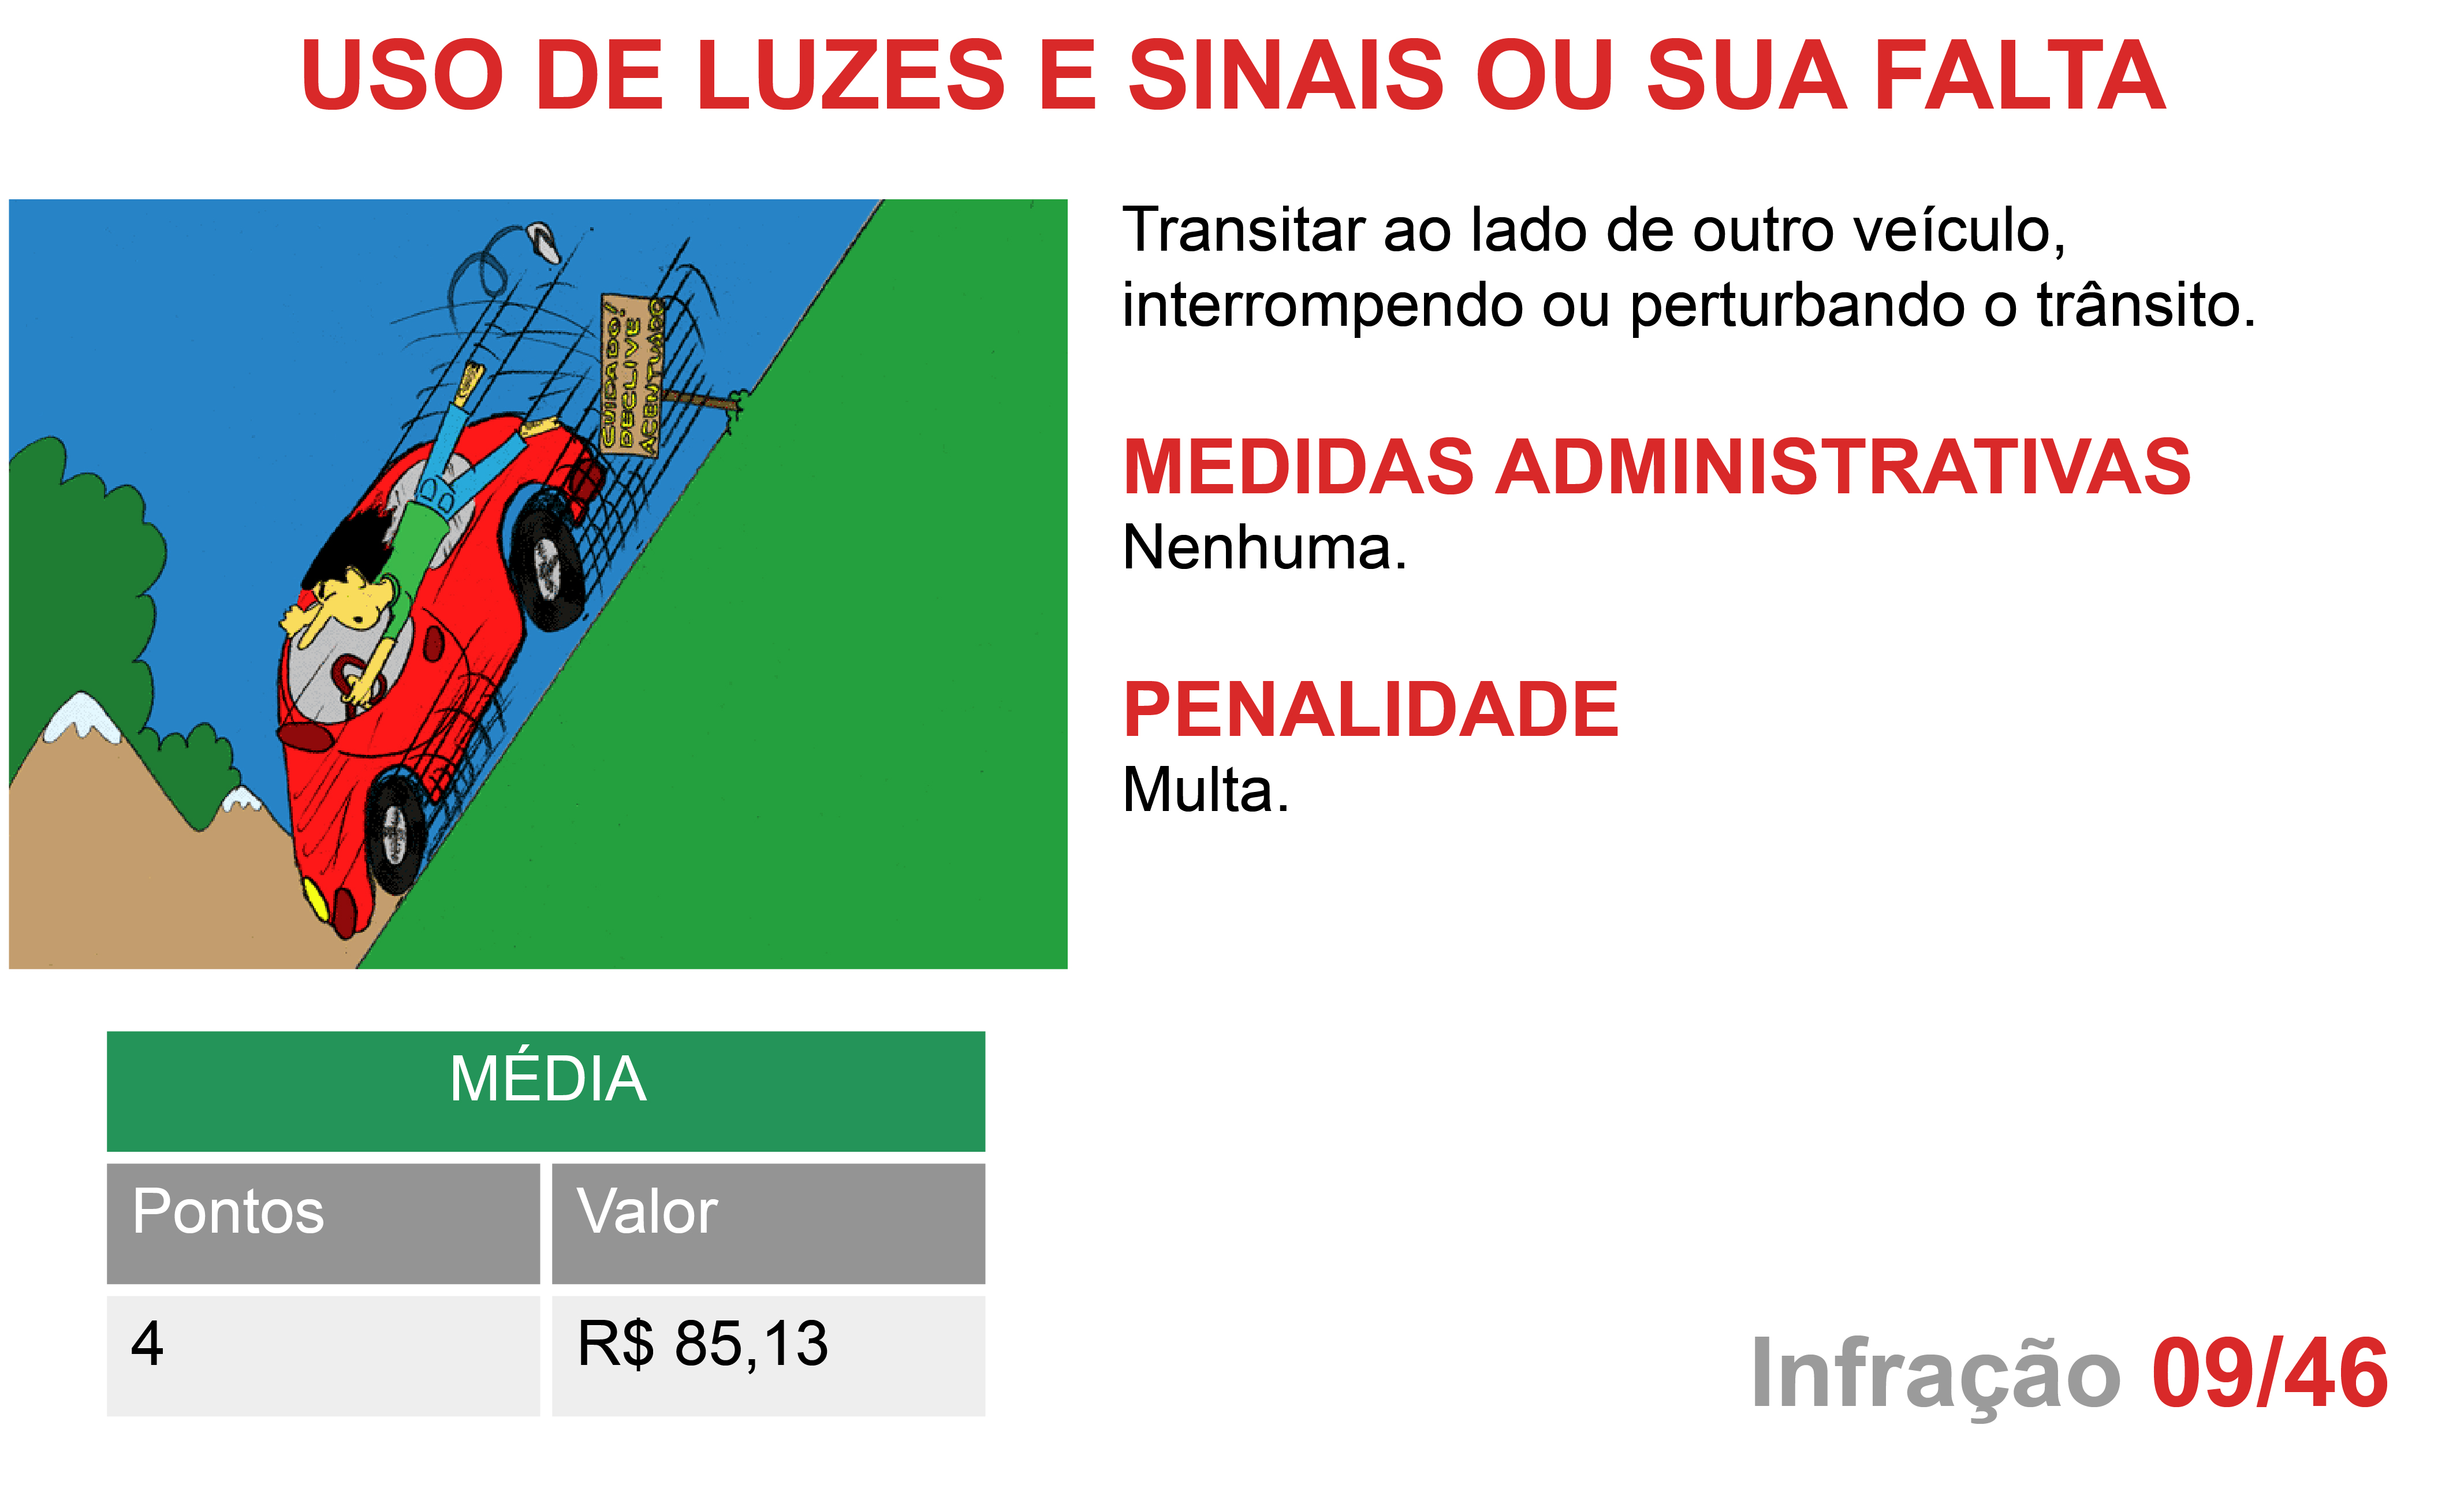 USO DE LUZES E SINAIS OU SUA FALTA
CUIDADO!
DECLIVE
ACENTUADO
Transitar ao lado de outro veículo,
interrompendo ou perturbando o trânsito.
MEDIDAS ADMINISTRATIVAS
Nenhuma.
PENALIDADE
Multa.
MÉDIA
Pontos
Valor
4
R$ 85,13
Infração 09/46